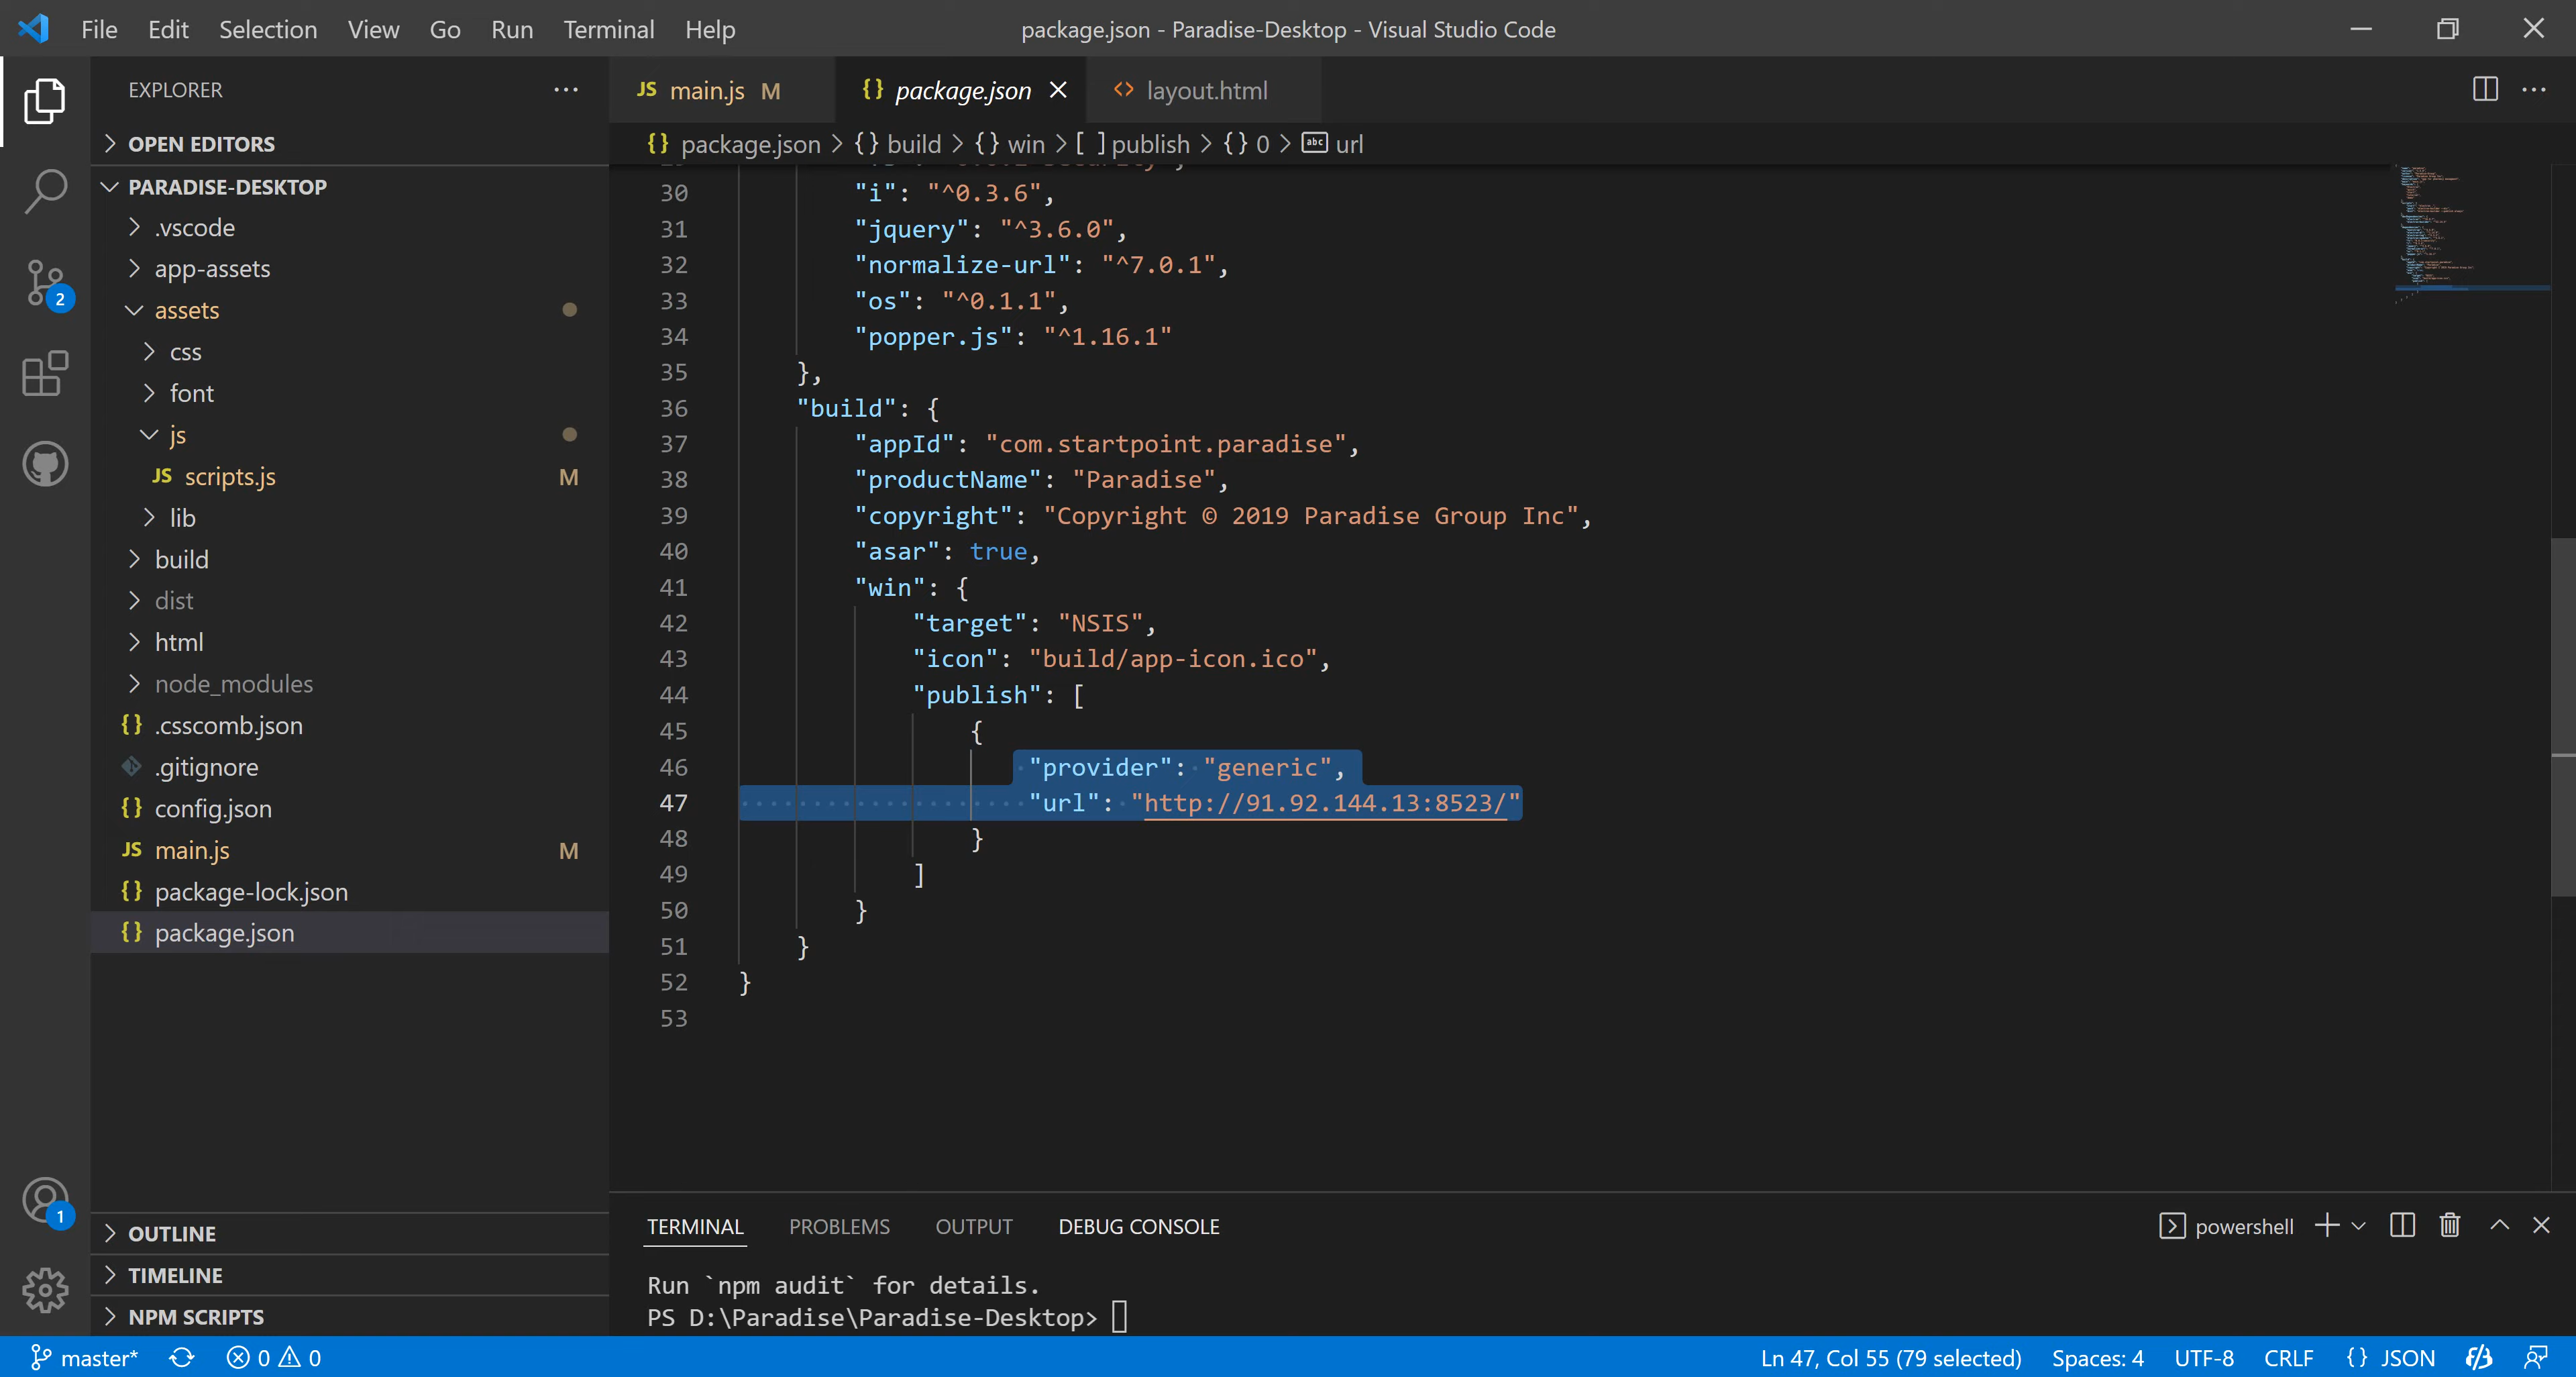 File Edit Selection View Go Run Terminal Help
package.json - Paradise-Desktop - Visual Studio Code
EXPLORER
OPEN EDITORS
PARADISE-DESKTOP
.vscode
app-assets
assets
css
font
js
JS scripts.js M
lib
build
dist
html
node_modules
{} .csscomb.json
.gitignore
{} config.json
JS main.js M
{} package-lock.json
{} package.json
OUTLINE
TIMELINE
NPM SCRIPTS
2
1
JS main.js M
{} package.json
<> layout.html
{} package.json > {} build > {} win > [ ] publish > {} 0 > abc url
30 "i": "^0.3.6",
31 "jquery": "^3.6.0",
32 "normalize-url": "^7.0.1",
33 "os": "^0.1.1",
34 "popper.js": "^1.16.1"
35 },
36 "build": {
37 "appId": "com.startpoint.paradise",
38 "productName": "Paradise",
39 "copyright": "Copyright © 2019 Paradise Group Inc",
40 "asar": true,
41 "win": {
42 "target": "NSIS",
43 "icon": "build/app-icon.ico",
44 "publish": [
45 {
46 "provider": "generic",
47 "url": "http://91.92.144.13:8523/"
48 }
49 ]
50 }
51 }
52 }
53
TERMINAL PROBLEMS OUTPUT DEBUG CONSOLE
powershell
Run `npm audit` for details.
PS D:\Paradise\Paradise-Desktop>
master* 0 0
Ln 47, Col 55 (79 selected) Spaces: 4 UTF-8 CRLF {} JSON